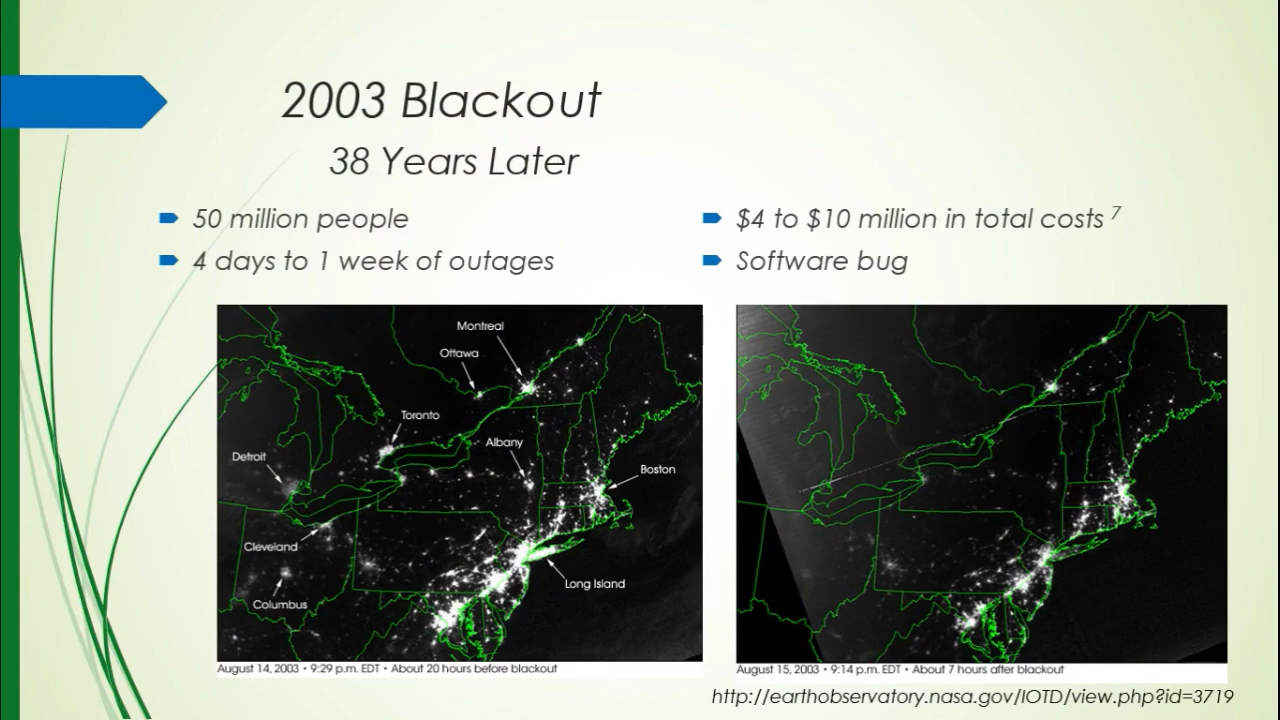 2003 Blackout
38 Years Later
50 million people
4 days to 1 week of outages
$4 to $10 million in total costs 7
Software bug
Montreal
Ottawa
Toronto
Albany
Detroit
Boston
Cleveland
Long Island
Columbus
August 14, 2003 • 9:29 p.m. EDT • About 20 hours before blackout
August 15, 2003 • 9:14 p.m. EDT • About 7 hours after blackout
http://earthobservatory.nasa.gov/IOTD/view.php?id=3719